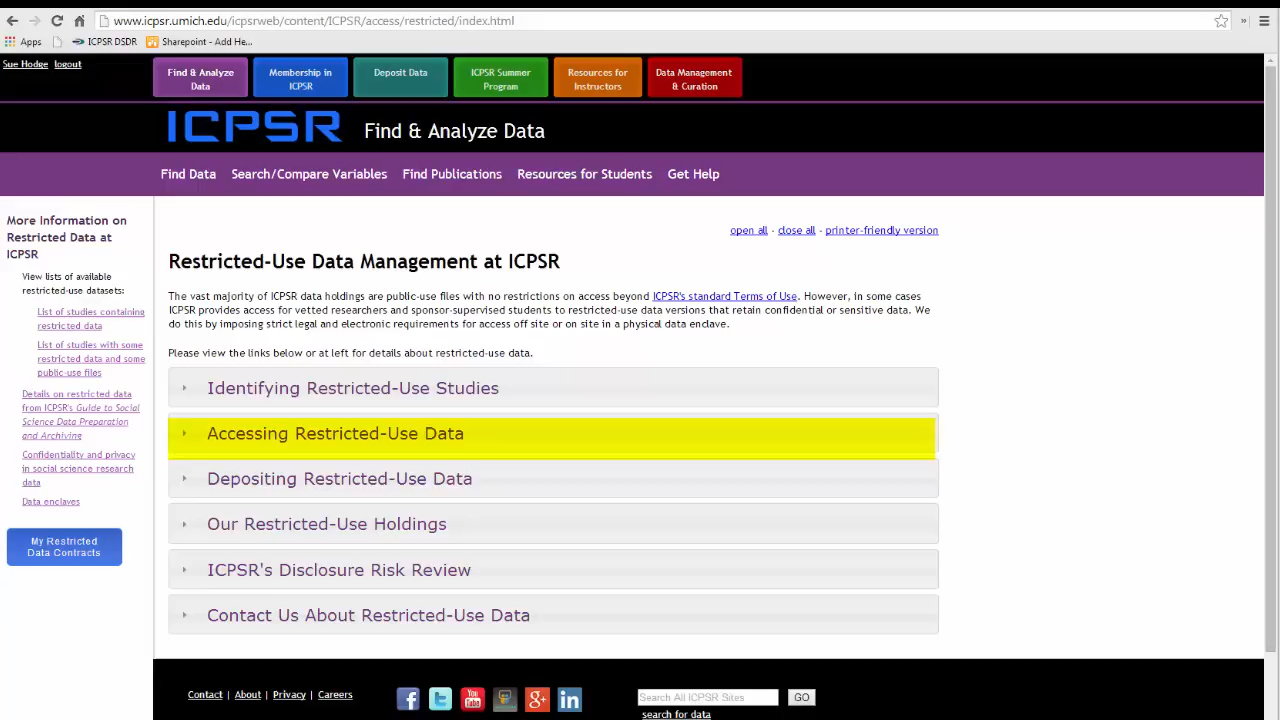 www.icpsr.umich.edu/icpsrweb/content/ICPSR/access/restricted/index.html
Apps ICPSR DSDR Sharepoint - Add He...
Sue Hodge logout
Find & Analyze
Data
Membership in
ICPSR
Deposit Data
ICPSR Summer
Program
Resources for
Instructors
Data Management
& Curation
ICPSR Find & Analyze Data
Find Data Search/Compare Variables Find Publications Resources for Students Get Help
More Information on
Restricted Data at
ICPSR
View lists of available
restricted-use datasets:
List of studies containing
restricted data
List of studies with some
restricted data and some
public-use files
Details on restricted data
from ICPSR's Guide to Social
Science Data Preparation
and Archiving
Confidentiality and privacy
in social science research
data
Data enclaves
My Restricted
Data Contracts
open all · close all · printer-friendly version
Restricted-Use Data Management at ICPSR
The vast majority of ICPSR data holdings are public-use files with no restrictions on access beyond ICPSR's standard Terms of Use. However, in some cases
ICPSR provides access for vetted researchers and sponsor-supervised students to restricted-use data versions that retain confidential or sensitive data. We
do this by imposing strict legal and electronic requirements for access off site or on site in a physical data enclave.
Please view the links below or at left for details about restricted-use data.
Identifying Restricted-Use Studies
Accessing Restricted-Use Data
Depositing Restricted-Use Data
Our Restricted-Use Holdings
ICPSR's Disclosure Risk Review
Contact Us About Restricted-Use Data
Contact | About | Privacy | Careers
You Tube
g+
in
Search All ICPSR Sites GO
search for data